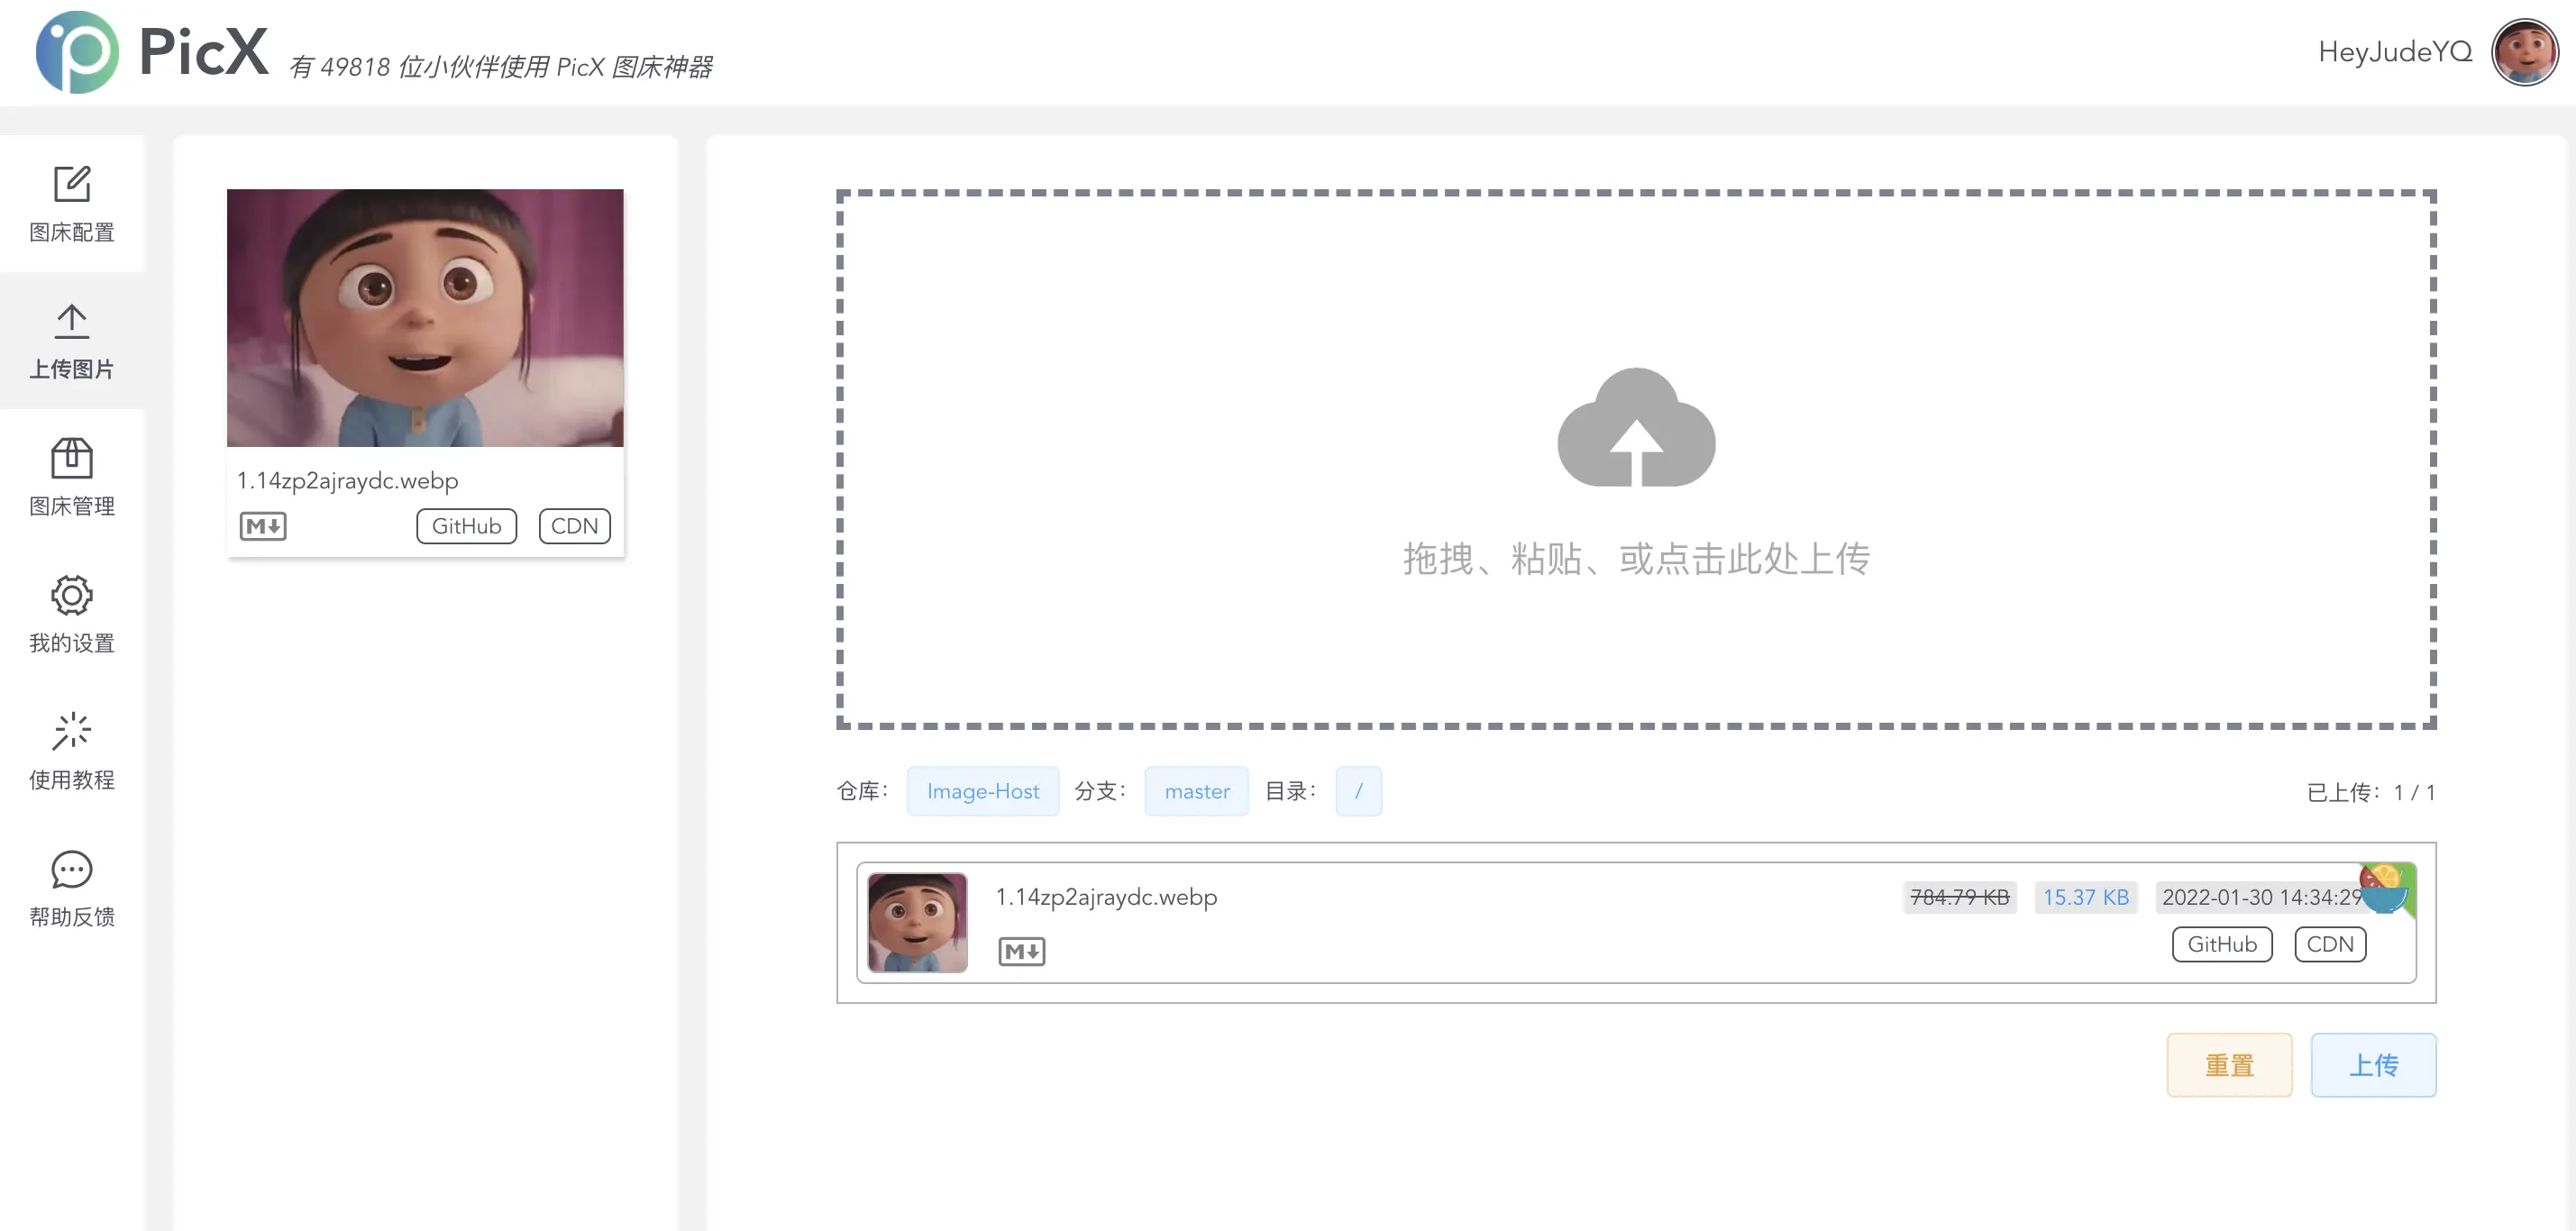 PicX 有 49818 位小伙伴使用 PicX 图床神器
HeyJudeYQ
图床配置
上传图片
图床管理
我的设置
使用教程
帮助反馈
1.14zp2ajraydc.webp
M GitHub CDN
拖拽、粘贴、或点击此处上传
仓库： Image-Host 分支： master 目录： / 已上传：1 / 1
1.14zp2ajraydc.webp 784.79 KB 15.37 KB 2022-01-30 14:34:29
M GitHub CDN
重置 上传